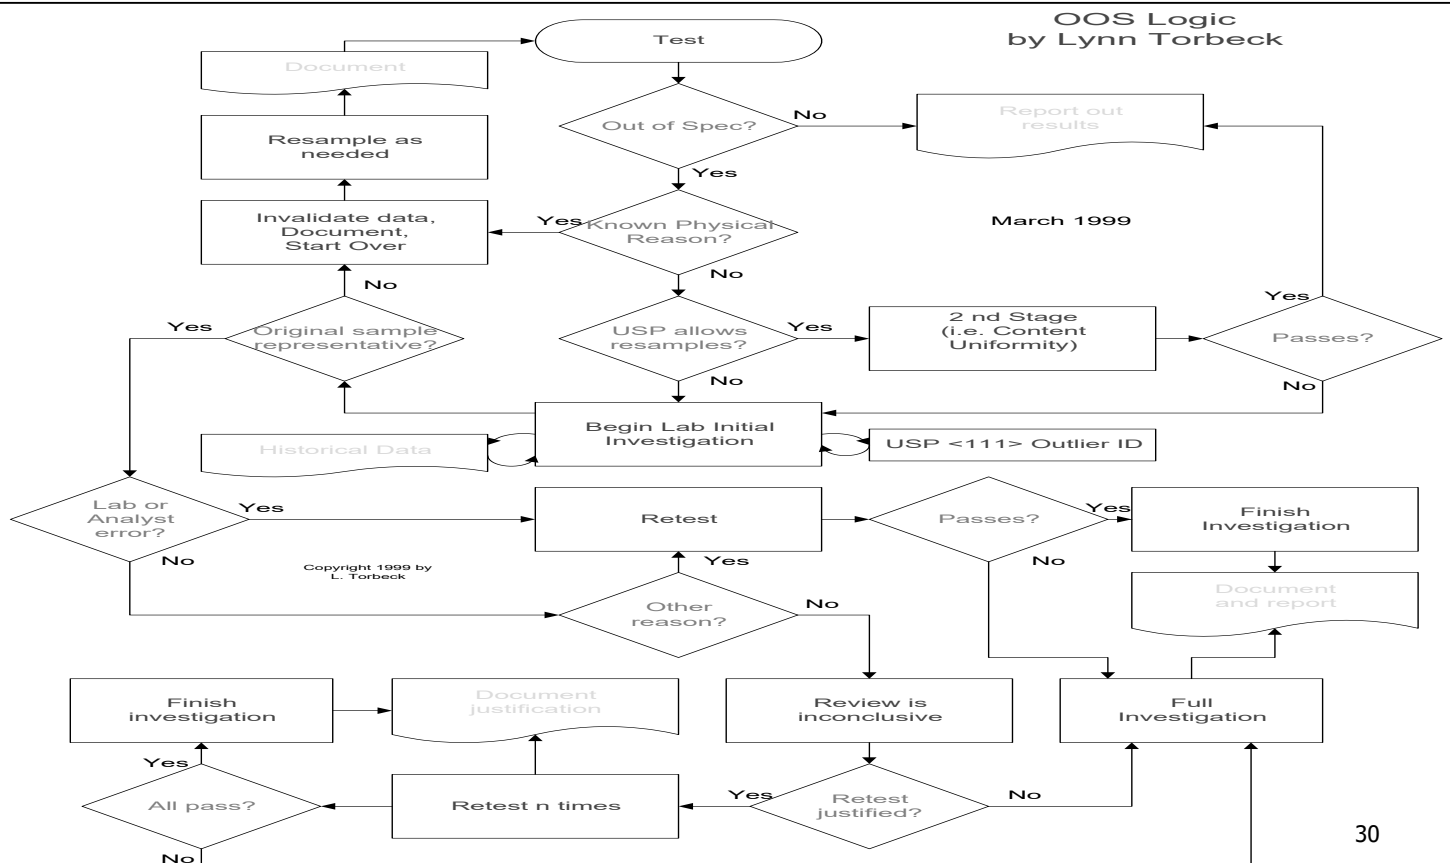 OOS Logic
by Lynn Torbeck
Test
Document
Out of Spec?
No
Report out
results
Resample as
needed
Yes
Invalidate data,
Document,
Start Over
Yes
Known Physical
Reason?
March 1999
No
No
Yes
Original sample
representative?
USP allows
resamples?
Yes
2 nd Stage
(i.e. Content
Uniformity)
Yes
Passes?
No
No
Begin Lab Initial
Investigation
Historical Data
USP <111> Outlier ID
Lab or
Analyst
error?
Yes
Retest
Passes?
Yes
Finish
Investigation
No
Copyright 1999 by
L. Torbeck
Yes
No
Other
reason?
No
Document
and report
Finish
investigation
Document
justification
Review is
inconclusive
Full
Investigation
Yes
All pass?
Retest n times
Yes
Retest
justified?
No
No
30